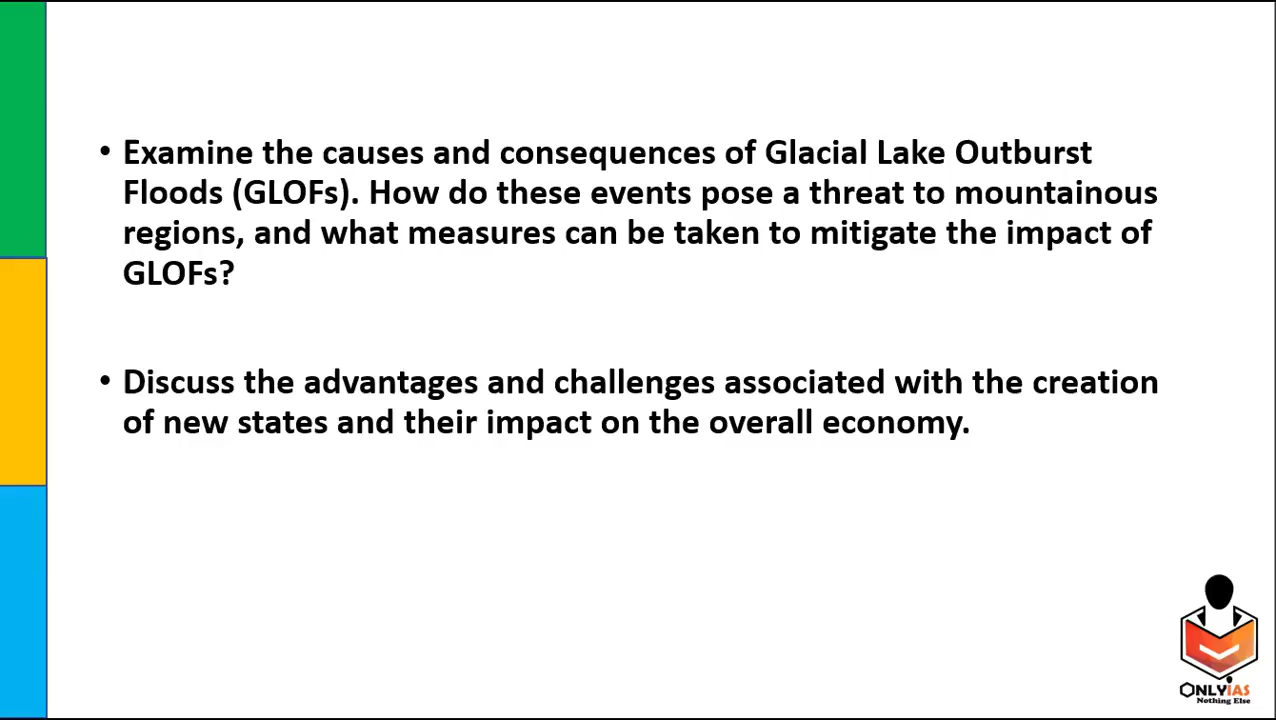 • Examine the causes and consequences of Glacial Lake Outburst
Floods (GLOFs). How do these events pose a threat to mountainous
regions, and what measures can be taken to mitigate the impact of
GLOFs?
• Discuss the advantages and challenges associated with the creation
of new states and their impact on the overall economy.
ONLYIAS
Nothing Else